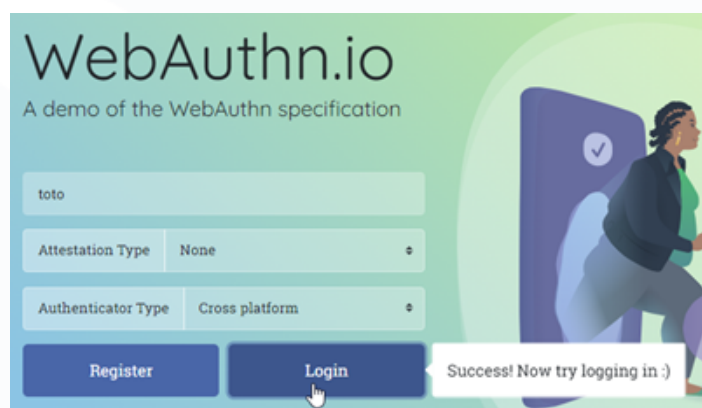 WebAuthn.io
A demo of the WebAuthn specification
toto
Attestation Type None
Authenticator Type Cross platform
Register Login Success! Now try logging in :)